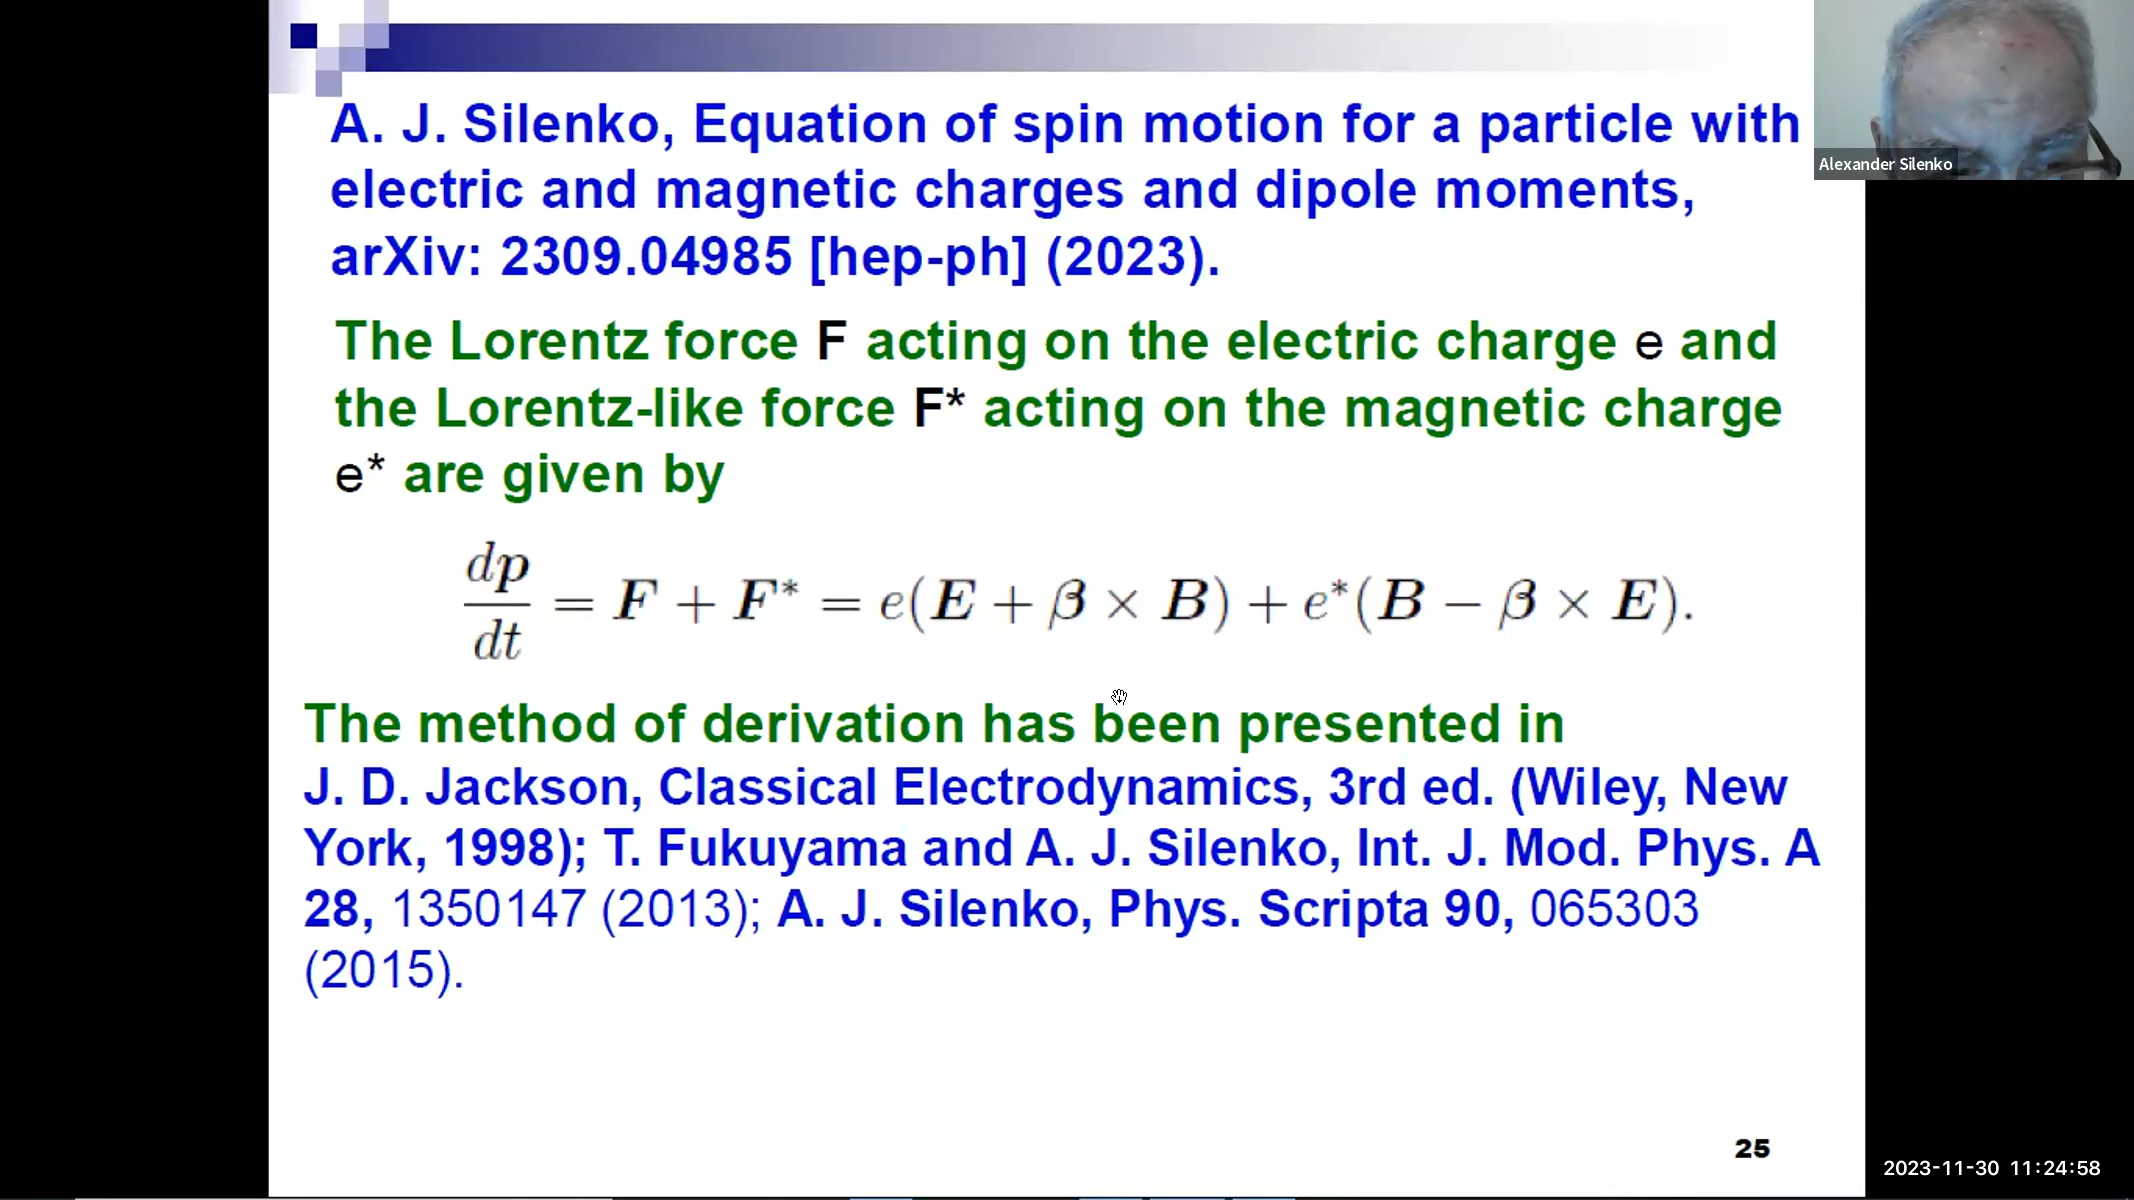 A. J. Silenko, Equation of spin motion for a particle with
electric and magnetic charges and dipole moments,
arXiv: 2309.04985 [hep-ph] (2023).
Alexander Silenko
The Lorentz force F acting on the electric charge e and
the Lorentz-like force F* acting on the magnetic charge
e* are given by
dp/dt = F + F* = e(E + β × B) + e*(B − β × E).
The method of derivation has been presented in
J. D. Jackson, Classical Electrodynamics, 3rd ed. (Wiley, New
York, 1998); T. Fukuyama and A. J. Silenko, Int. J. Mod. Phys. A
28, 1350147 (2013); A. J. Silenko, Phys. Scripta 90, 065303
(2015).
25
2023-11-30 11:24:58